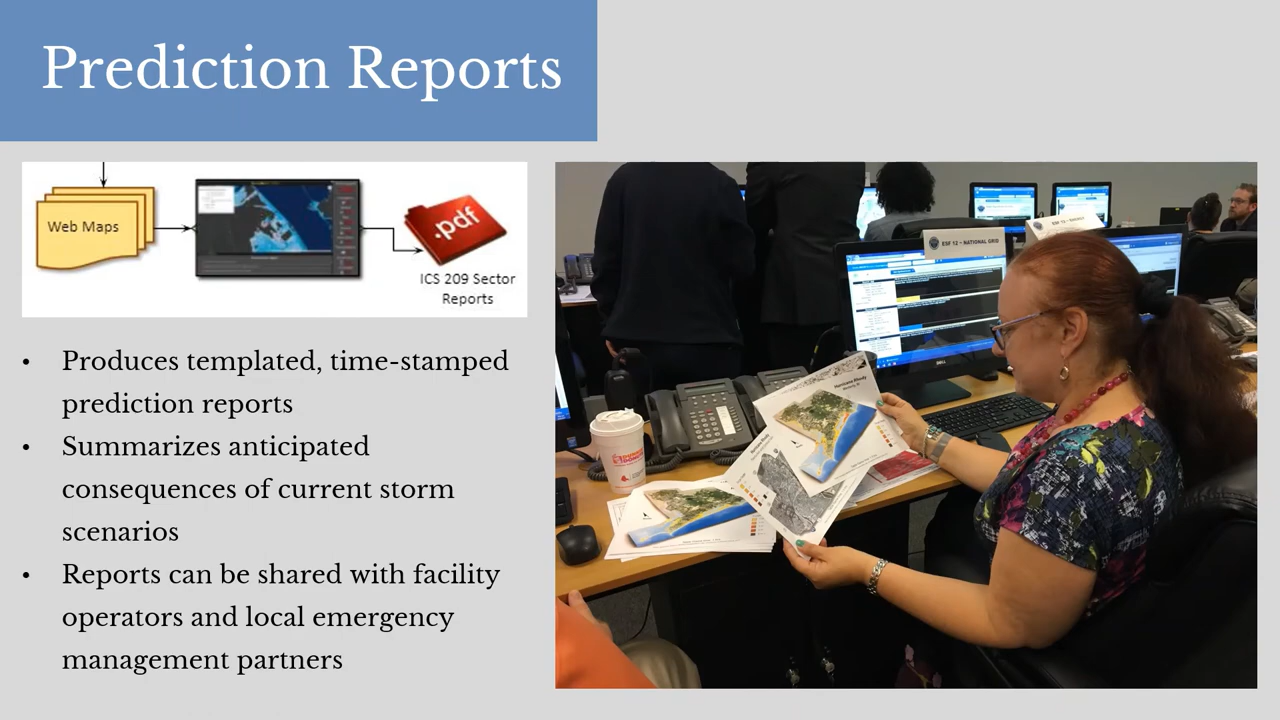 Prediction Reports
Web Maps
.pdf
ICS 209 Sector
Reports
• Produces templated, time-stamped
prediction reports
• Summarizes anticipated
consequences of current storm
scenarios
• Reports can be shared with facility
operators and local emergency
management partners
ESF 12 - NATIONAL GRID
DELL